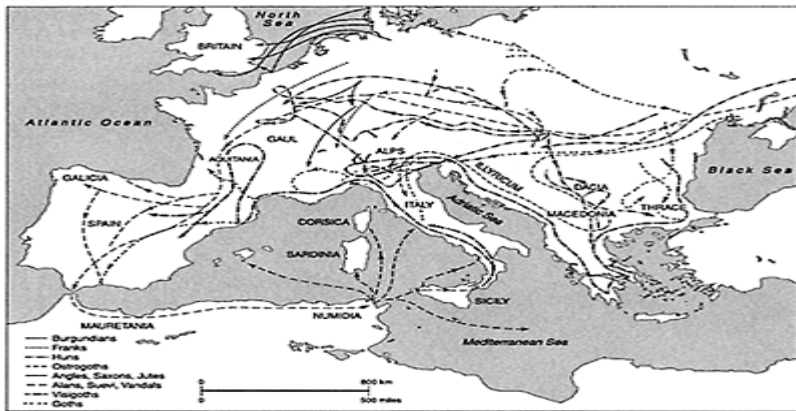 North
Sea
BRITAIN
Atlantic Ocean
GAUL
AQUITANIA
ALPS
GALICIA
SPAIN
ILLYRICUM
DACIA
Black Sea
ITALY
Adriatic Sea
MACEDONIA
THRACE
CORSICA
SARDINIA
SICILY
MAURETANIA
NUMIDIA
Mediterranean Sea
Burgundians
Franks
Huns
Ostrogoths
Angles, Saxons, Jutes
Alans, Suevi, Vandals
Visigoths
Goths
0 800 km
0 500 miles